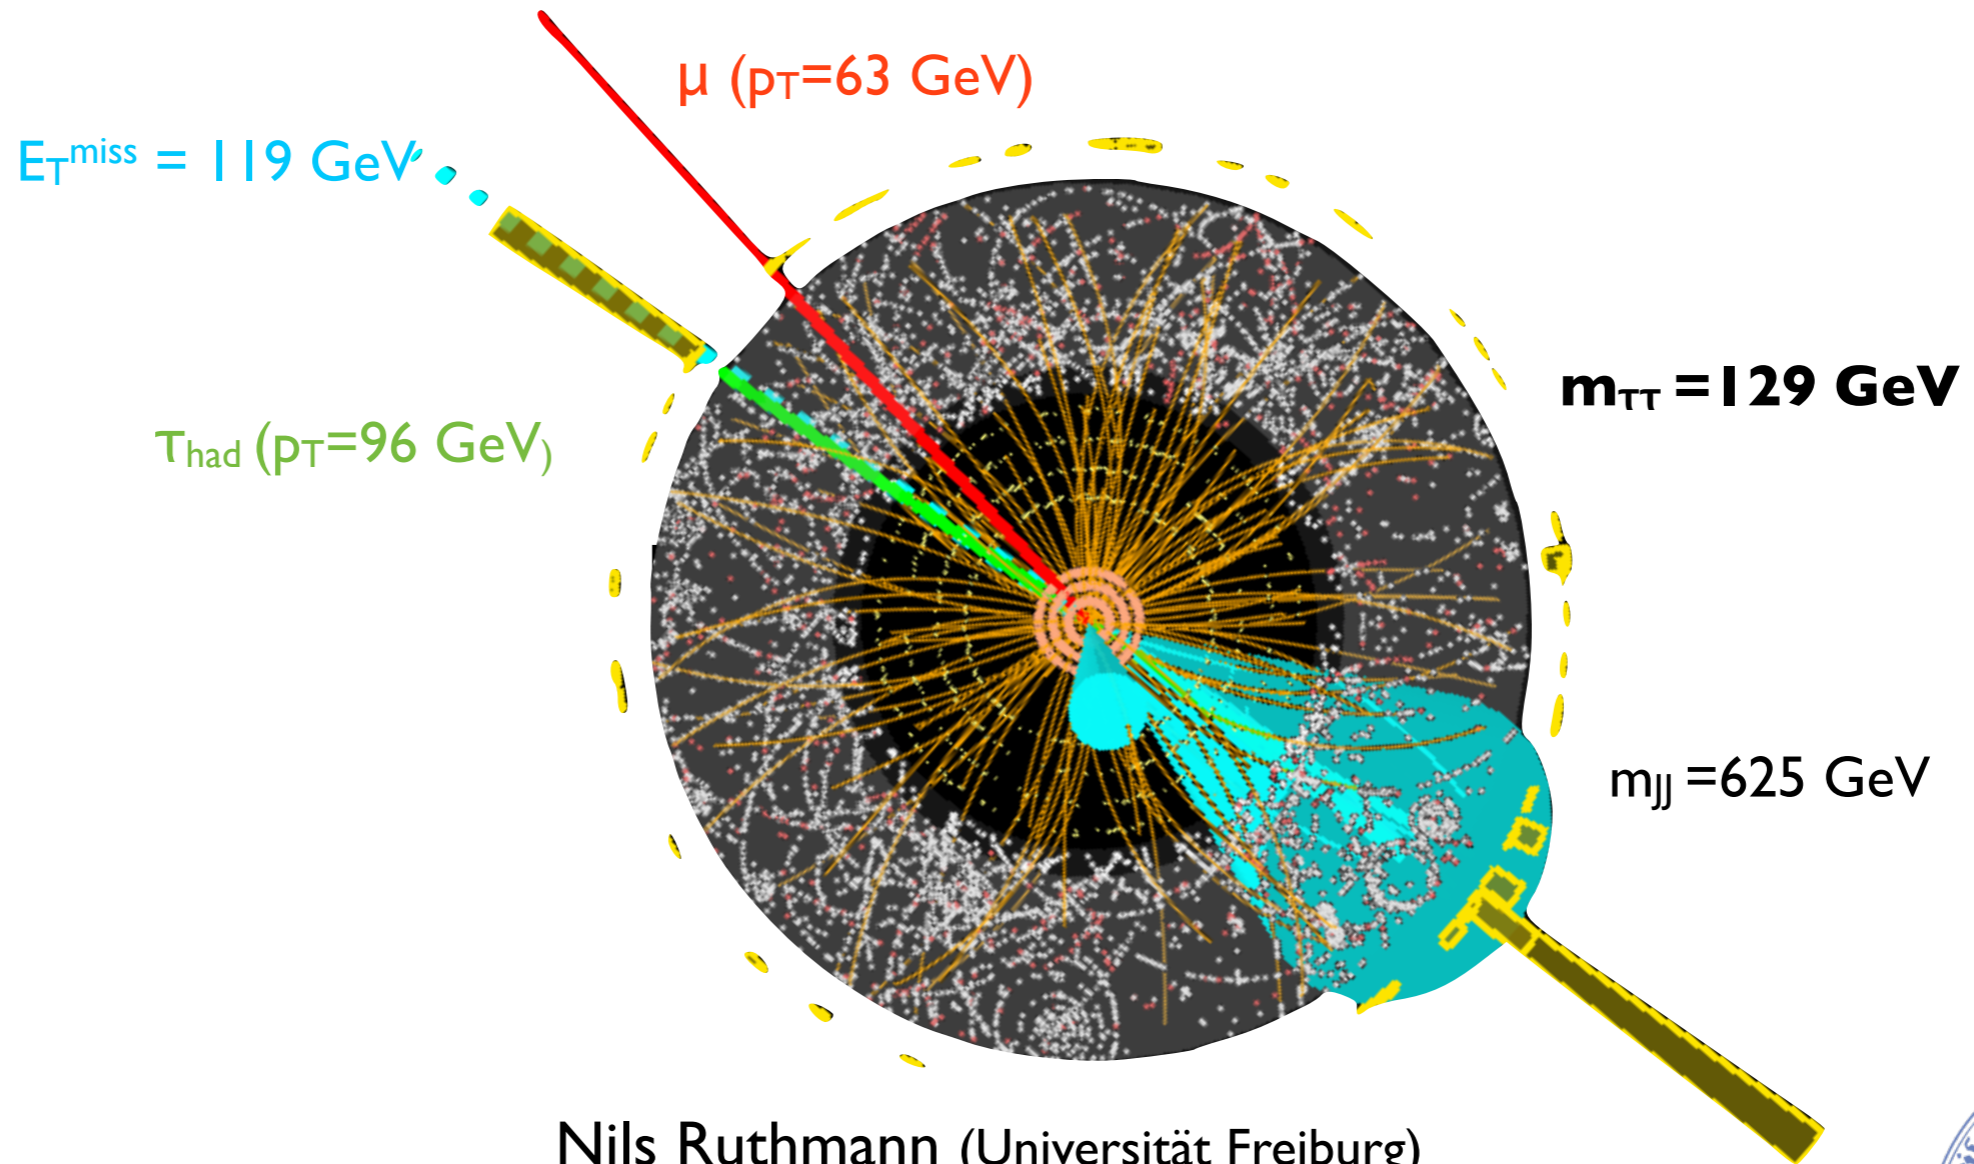 μ (pT=63 GeV)
ETmiss = 119 GeV
mττ =129 GeV
τhad (pT=96 GeV)
mjj =625 GeV
Nils Ruthmann (Universität Freiburg)